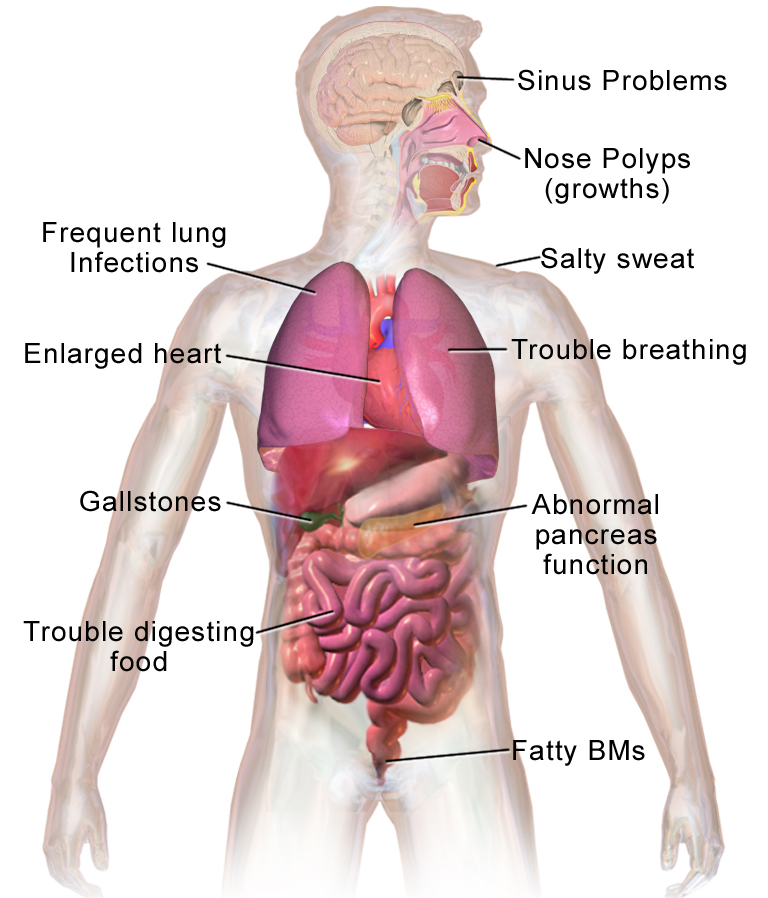 Sinus Problems
Nose Polyps
(growths)
Frequent lung
Infections
Salty sweat
Enlarged heart
Trouble breathing
Gallstones
Abnormal
pancreas
function
Trouble digesting
food
Fatty BMs